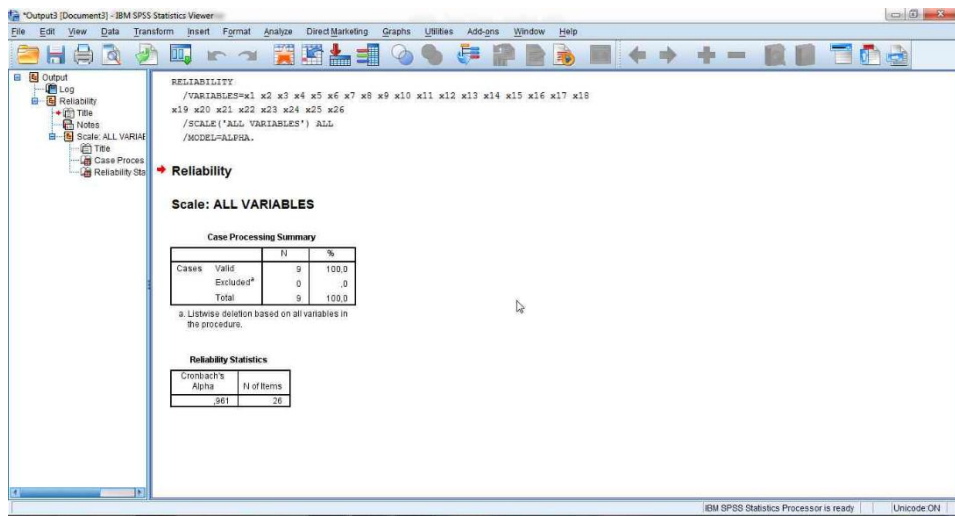 *Output3 [Document3] - IBM SPSS Statistics Viewer
File Edit View Data Transform Insert Format Analyze Direct Marketing Graphs Utilities Add-ons Window Help
Output
Log
Reliability
Title
Notes
Scale: ALL VARIAB
Title
Case Proces
Reliability Sta
RELIABILITY
/VARIABLES=x1 x2 x3 x4 x5 x6 x7 x8 x9 x10 x11 x12 x13 x14 x15 x16 x17 x18
x19 x20 x21 x22 x23 x24 x25 x26
/SCALE('ALL VARIABLES') ALL
/MODEL=ALPHA.
Reliability
Scale: ALL VARIABLES
Case Processing Summary
N %
Cases Valid 9 100,0
Excludedª 0 ,0
Total 9 100,0
a. Listwise deletion based on all variables in
the procedure.
Reliability Statistics
Cronbach's
Alpha N of Items
,961 26
IBM SPSS Statistics Processor is ready Unicode:ON